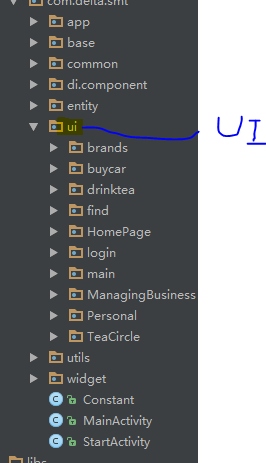 com.delta.smt
app
base
common
di.component
entity
ui
UI
brands
buycar
drinktea
find
HomePage
login
main
ManagingBusiness
Personal
TeaCircle
utils
widget
Constant
MainActivity
StartActivity
libs